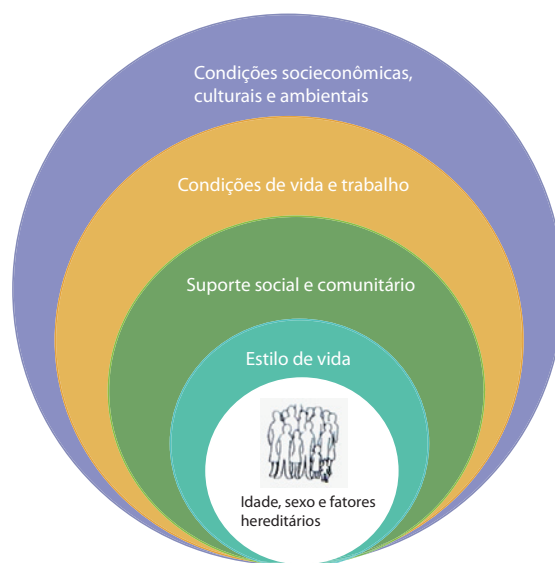 Condições socieconômicas,
culturais e ambientais
Condições de vida e trabalho
Suporte social e comunitário
Estilo de vida
Idade, sexo e fatores
hereditários